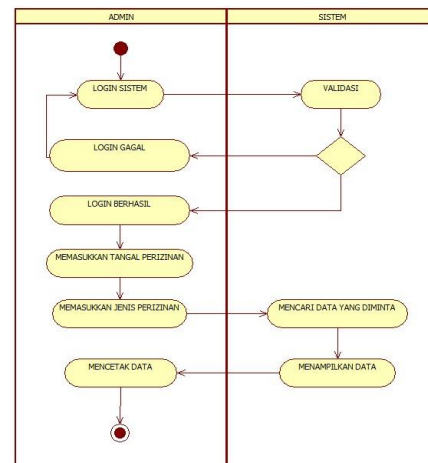 ADMIN
SISTEM
LOGIN SISTEM
VALIDASI
LOGIN GAGAL
LOGIN BERHASIL
MEMASUKKAN TANGAL PERIZINAN
MEMASUKKAN JENIS PERIZINAN
MENCARI DATA YANG DIMINTA
MENCETAK DATA
MENAMPILKAN DATA